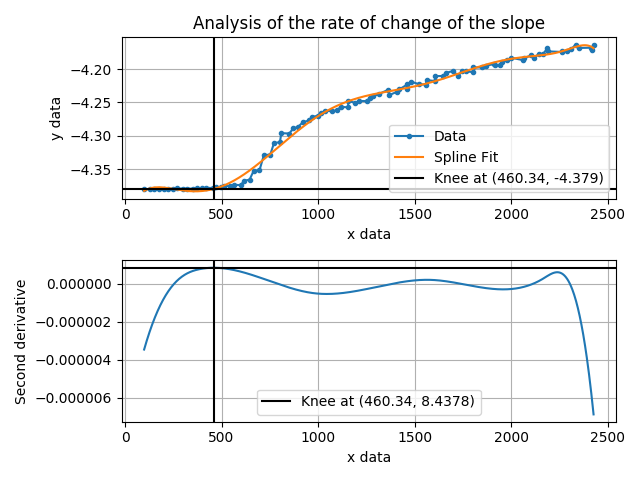 Analysis of the rate of change of the slope
y data
−4.20
−4.25
−4.30
−4.35
Data
Spline Fit
Knee at (460.34, -4.379)
0 500 1000 1500 2000 2500
x data
Second derivative
0.000000
−0.000002
−0.000004
−0.000006
Knee at (460.34, 8.4378)
0 500 1000 1500 2000 2500
x data